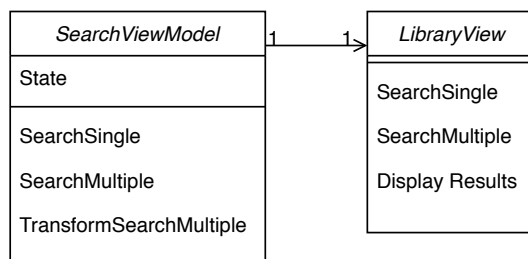 SearchViewModel
State
SearchSingle
SearchMultiple
TransformSearchMultiple
1
1
LibraryView
SearchSingle
SearchMultiple
Display Results